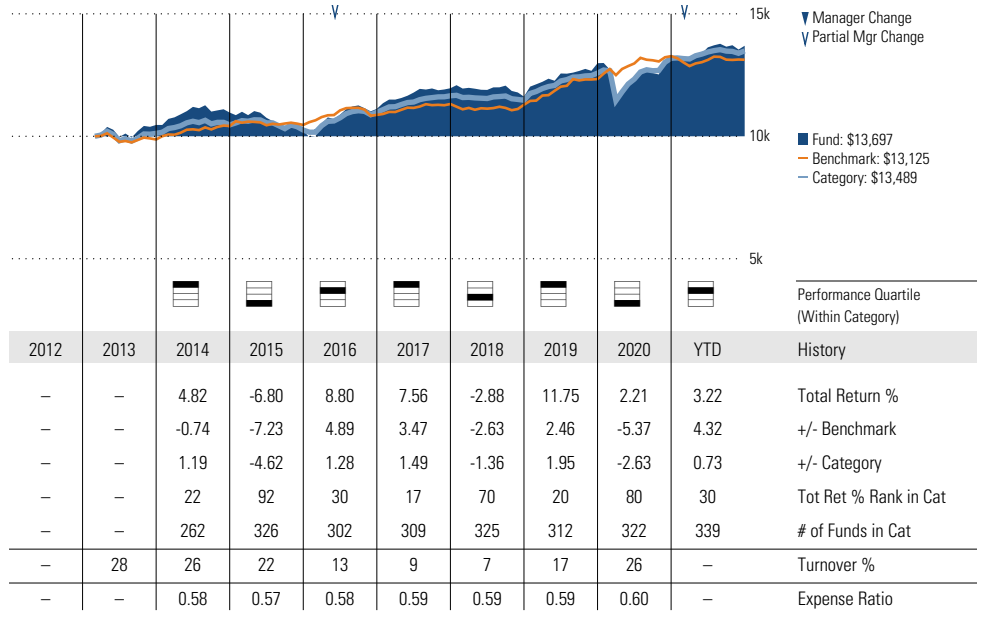 15k
Manager Change
Partial Mgr Change
10k
Fund: $13,697
Benchmark: $13,125
Category: $13,489
5k
Performance Quartile
(Within Category)
2012 2013 2014 2015 2016 2017 2018 2019 2020 YTD History
– – 4.82 -6.80 8.80 7.56 -2.88 11.75 2.21 3.22 Total Return %
– – -0.74 -7.23 4.89 3.47 -2.63 2.46 -5.37 4.32 +/- Benchmark
– – 1.19 -4.62 1.28 1.49 -1.36 1.95 -2.63 0.73 +/- Category
– – 22 92 30 17 70 20 80 30 Tot Ret % Rank in Cat
– – 262 326 302 309 325 312 322 339 # of Funds in Cat
– 28 26 22 13 9 7 17 26 – Turnover %
– – 0.58 0.57 0.58 0.59 0.59 0.59 0.60 – Expense Ratio